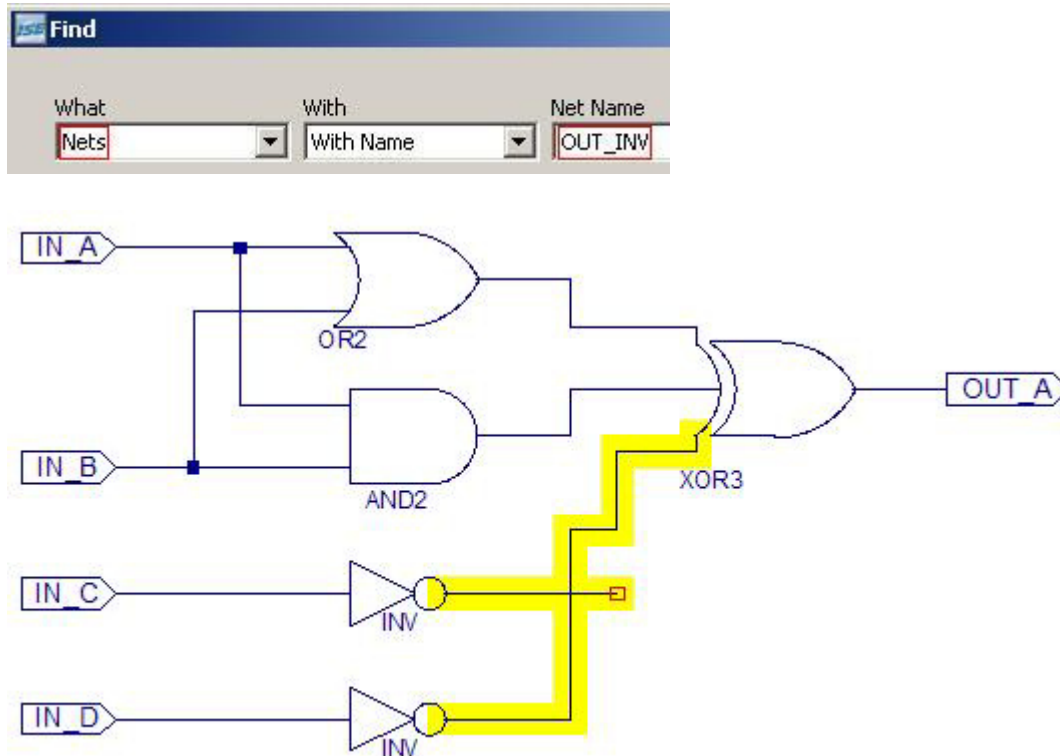 ISE Find
What With Net Name
Nets With Name OUT_INV
IN_A
OR2
OUT_A
IN_B
XOR3
AND2
IN_C
INV
IN_D
INV